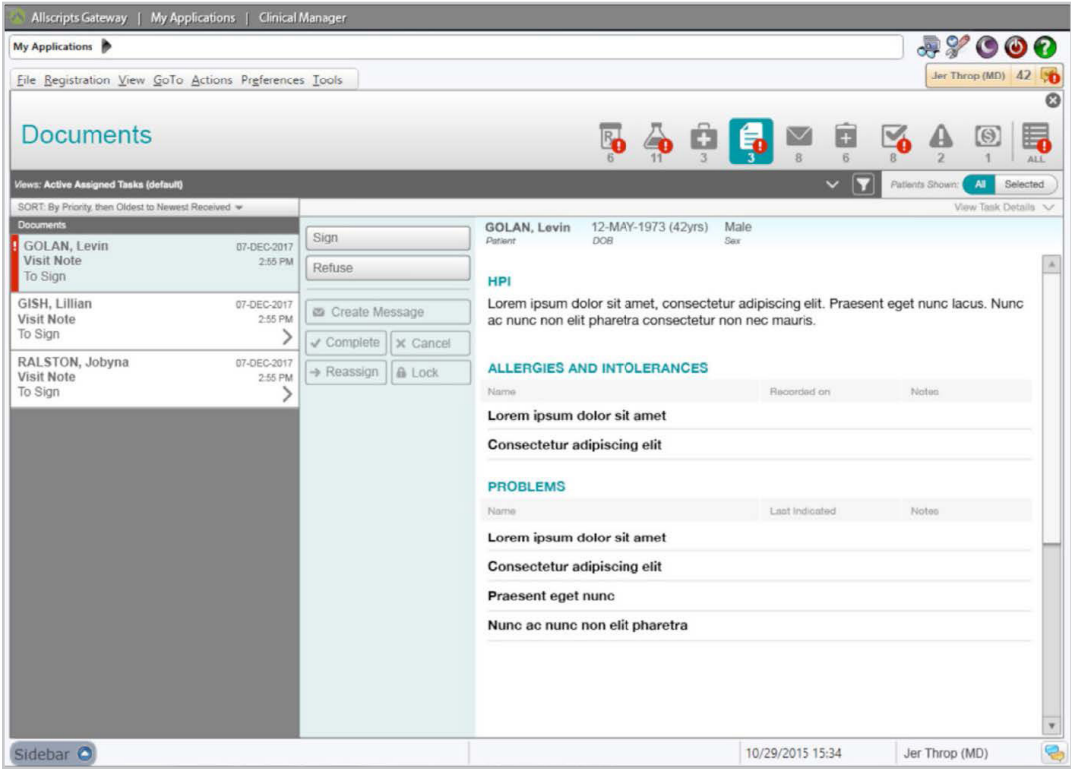 Allscripts Gateway | My Applications | Clinical Manager
My Applications
File Registration View GoTo Actions Preferences Tools
Jer Throp (MD) 42
Documents
R
6 11 3 3 8 6 8 2 1 ALL
Views: Active Assigned Tasks (default)
Patients Shown: All Selected
SORT: By Priority, then Oldest to Newest Received
View Task Details
Documents
GOLAN, Levin 07-DEC-2017
Visit Note 2:55 PM
To Sign
GISH, Lillian 07-DEC-2017
Visit Note 2:55 PM
To Sign
RALSTON, Jobyna 07-DEC-2017
Visit Note 2:55 PM
To Sign
Sign
Refuse
Create Message
Complete Cancel
Reassign Lock
GOLAN, Levin 12-MAY-1973 (42yrs) Male
Patient DOB Sex
HPI
Lorem ipsum dolor sit amet, consectetur adipiscing elit. Praesent eget nunc lacus. Nunc
ac nunc non elit pharetra consectetur non nec mauris.
ALLERGIES AND INTOLERANCES
Name Recorded on Notes
Lorem ipsum dolor sit amet
Consectetur adipiscing elit
PROBLEMS
Name Last Indicated Notes
Lorem ipsum dolor sit amet
Consectetur adipiscing elit
Praesent eget nunc
Nunc ac nunc non elit pharetra
Sidebar
10/29/2015 15:34 Jer Throp (MD)